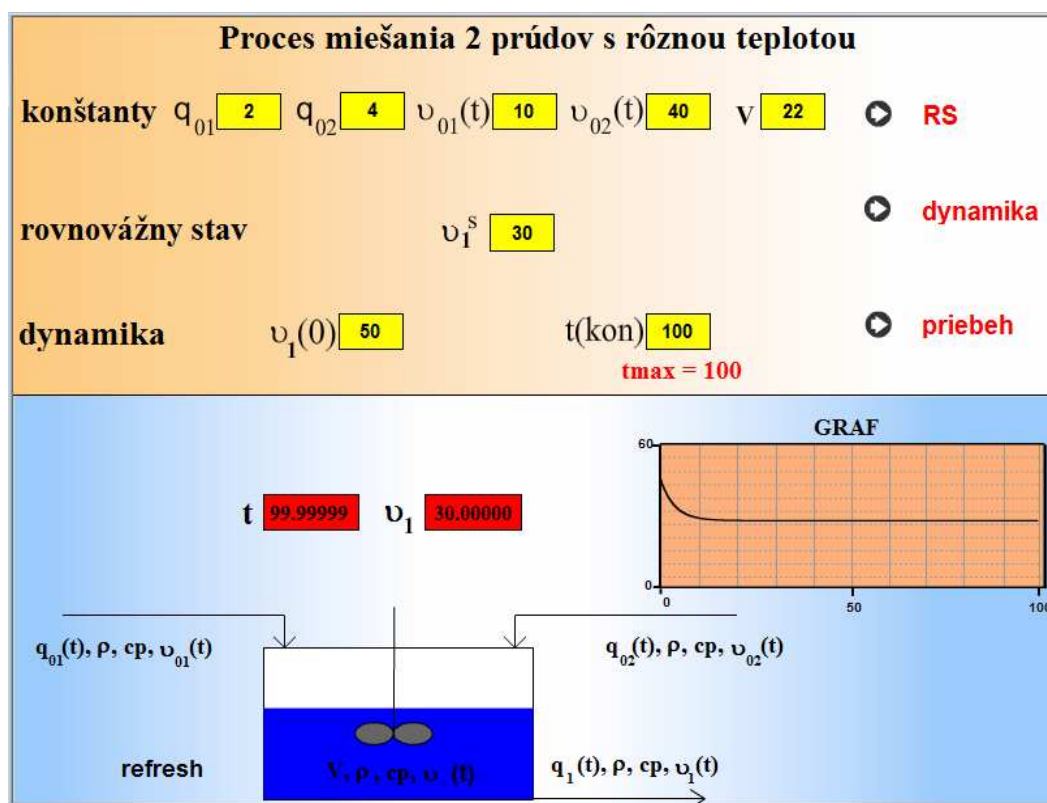 Proces miešania 2 prúdov s rôznou teplotou
konštanty q01 2 q02 4 υ01(t) 10 υ02(t) 40 V 22 RS
dynamika
rovnovážny stav υ1s 30
dynamika υ1(0) 50 t(kon) 100 priebeh
tmax = 100
GRAF
60
t 99.99999 υ1 30.00000
0
0 50 100
q01(t), ρ, cp, υ01(t) q02(t), ρ, cp, υ02(t)
refresh V, ρ, cp, υ (t) q1(t), ρ, cp, υ1(t)